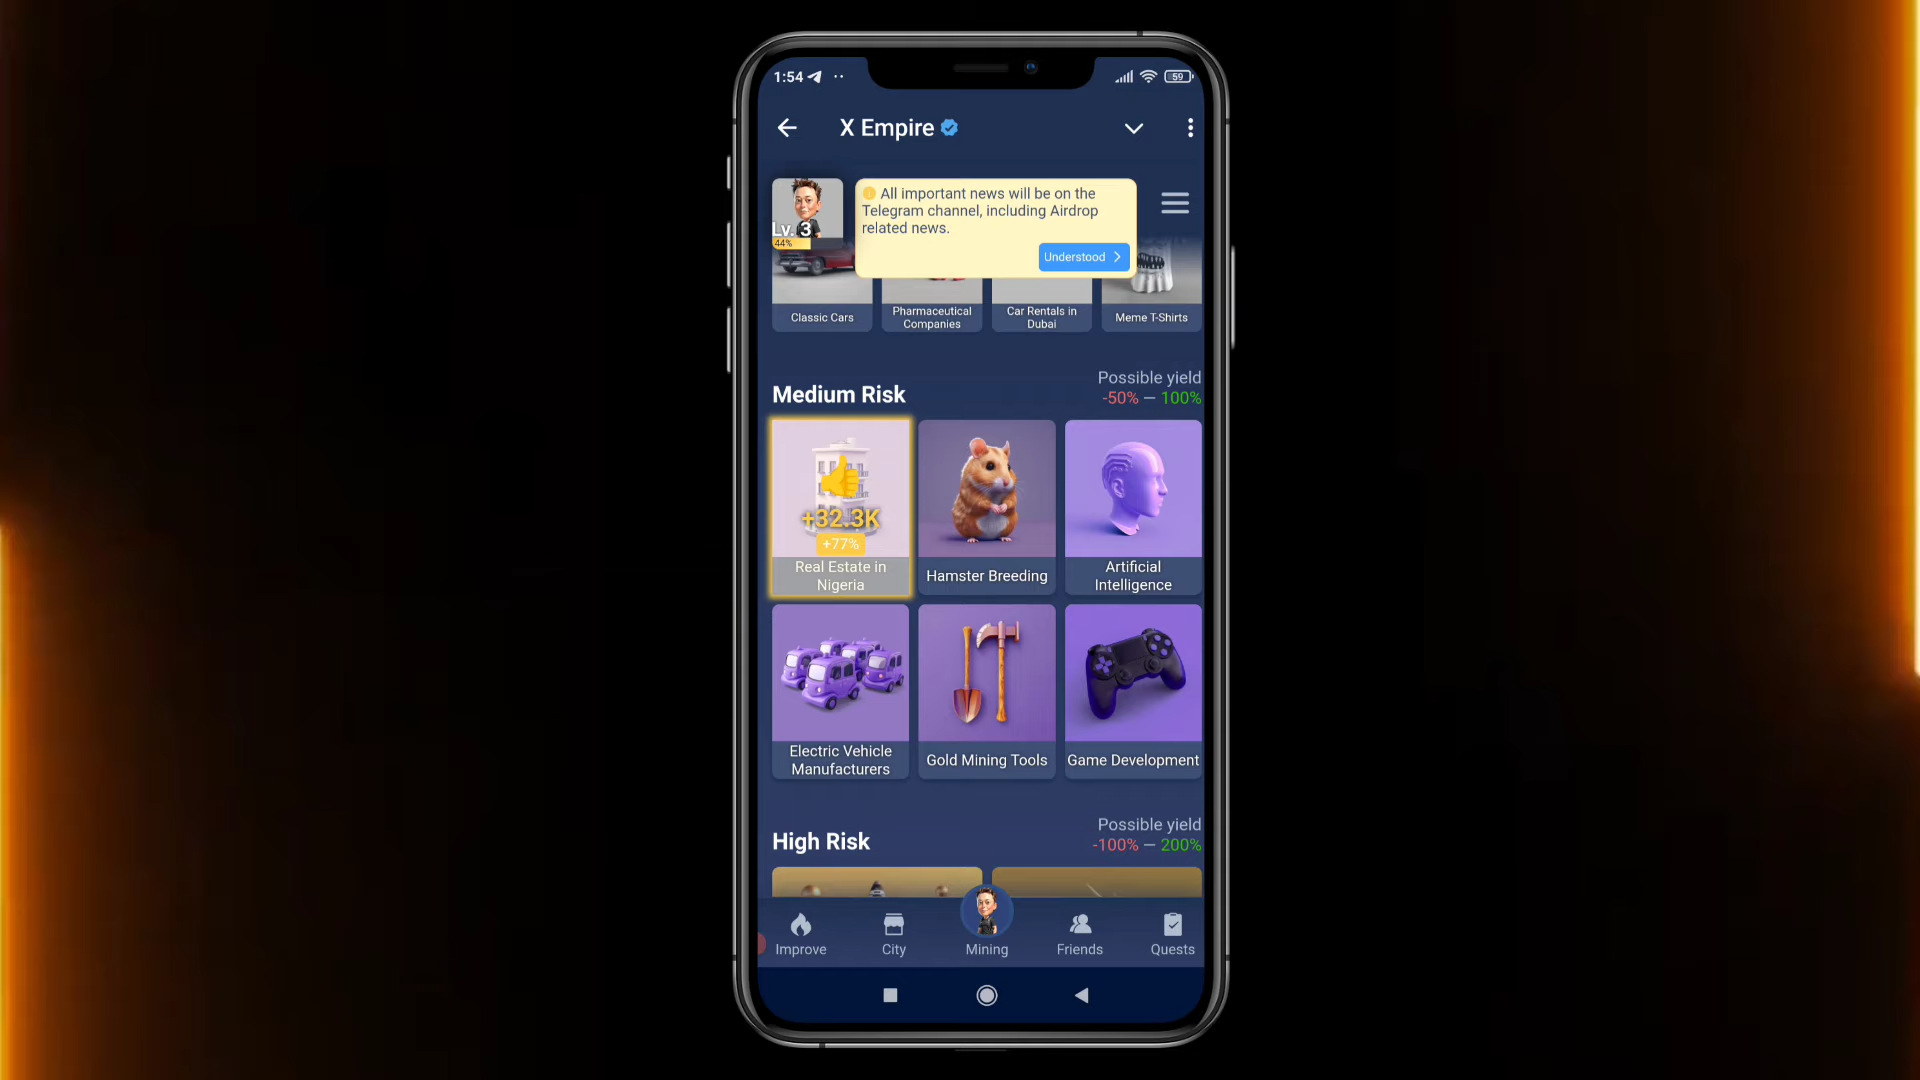 1:54
59
X Empire
All important news will be on the
Telegram channel, including Airdrop
related news.
Understood
Lv. 3
44%
Classic Cars
Pharmaceutical
Companies
Car Rentals in
Dubai
Meme T-Shirts
Medium Risk
Possible yield
-50% — 100%
+32.3K
+77%
Real Estate in
Nigeria
Hamster Breeding
Artificial
Intelligence
Electric Vehicle
Manufacturers
Gold Mining Tools
Game Development
High Risk
Possible yield
-100% — 200%
Improve
City
Mining
Friends
Quests